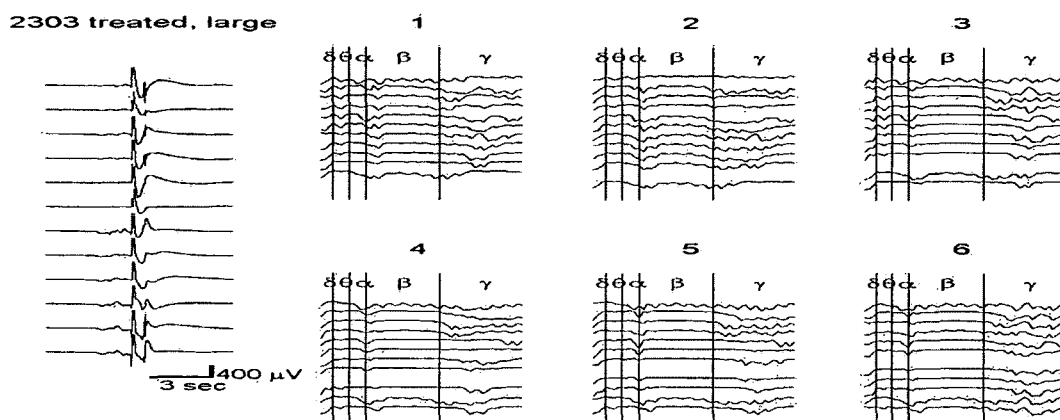 2303 treated, large
1
2
3
δ θ α β γ
δ θ α β γ
δ θ α β γ
4
5
6
δ θ α β γ
δ θ α β γ
δ θ α β γ
400 μV
3 sec